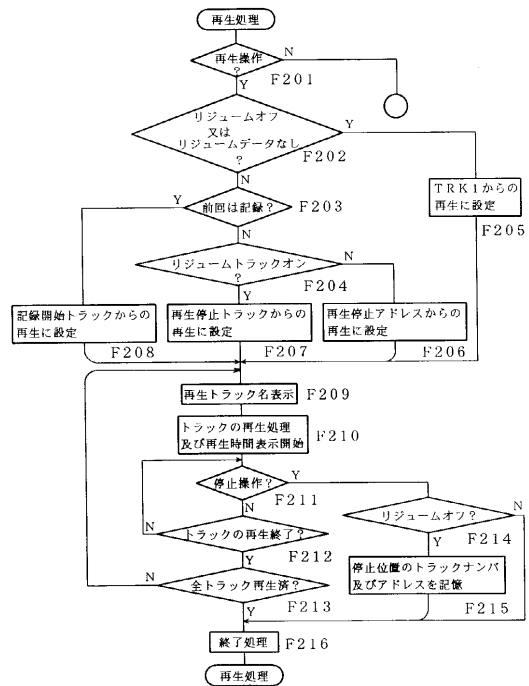 再生処理
再生操作
?
N
F201
Y
リジュームオフ
又は
リジュームデータなし
?
Y
F202
N
前回は記録?
Y
F203
TRK1からの
再生に設定
F205
N
リジュームトラックオン
?
N
F204
Y
記録開始トラックからの
再生に設定
F208
再生停止トラックからの
再生に設定
F207
再生停止アドレスからの
再生に設定
F206
再生トラック名表示
F209
トラックの再生処理
及び再生時間表示開始
F210
停止操作?
Y
F211
N
リジュームオフ?
N
F214
Y
トラックの再生終了?
N
F212
Y
停止位置のトラックナンバ
及びアドレスを記憶
F215
全トラック再生済?
N
F213
Y
終了処理
F216
再生処理